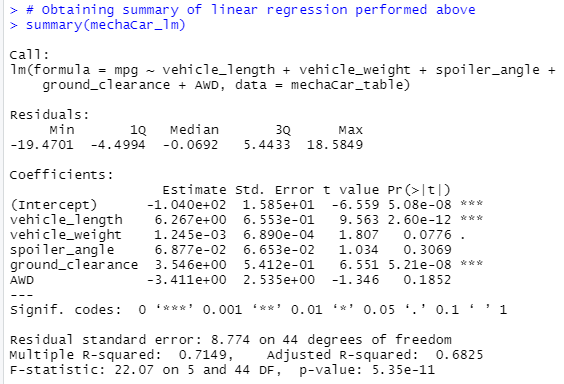 > # Obtaining summary of linear regression performed above
> summary(mechaCar_lm)
Call:
lm(formula = mpg ~ vehicle_length + vehicle_weight + spoiler_angle +
    ground_clearance + AWD, data = mechaCar_table)
Residuals:
     Min       1Q   Median       3Q      Max
-19.4701  -4.4994  -0.0692   5.4433  18.5849
Coefficients:
                   Estimate Std. Error t value Pr(>|t|)
(Intercept)      -1.040e+02  1.585e+01  -6.559 5.08e-08 ***
vehicle_length    6.267e+00  6.553e-01   9.563 2.60e-12 ***
vehicle_weight    1.245e-03  6.890e-04   1.807   0.0776 .
spoiler_angle     6.877e-02  6.653e-02   1.034   0.3069
ground_clearance  3.546e+00  5.412e-01   6.551 5.21e-08 ***
AWD              -3.411e+00  2.535e+00  -1.346   0.1852
---
Signif. codes:  0 ‘***’ 0.001 ‘**’ 0.01 ‘*’ 0.05 ‘.’ 0.1 ‘ ’ 1
Residual standard error: 8.774 on 44 degrees of freedom
Multiple R-squared:  0.7149,	Adjusted R-squared:  0.6825
F-statistic: 22.07 on 5 and 44 DF,  p-value: 5.35e-11